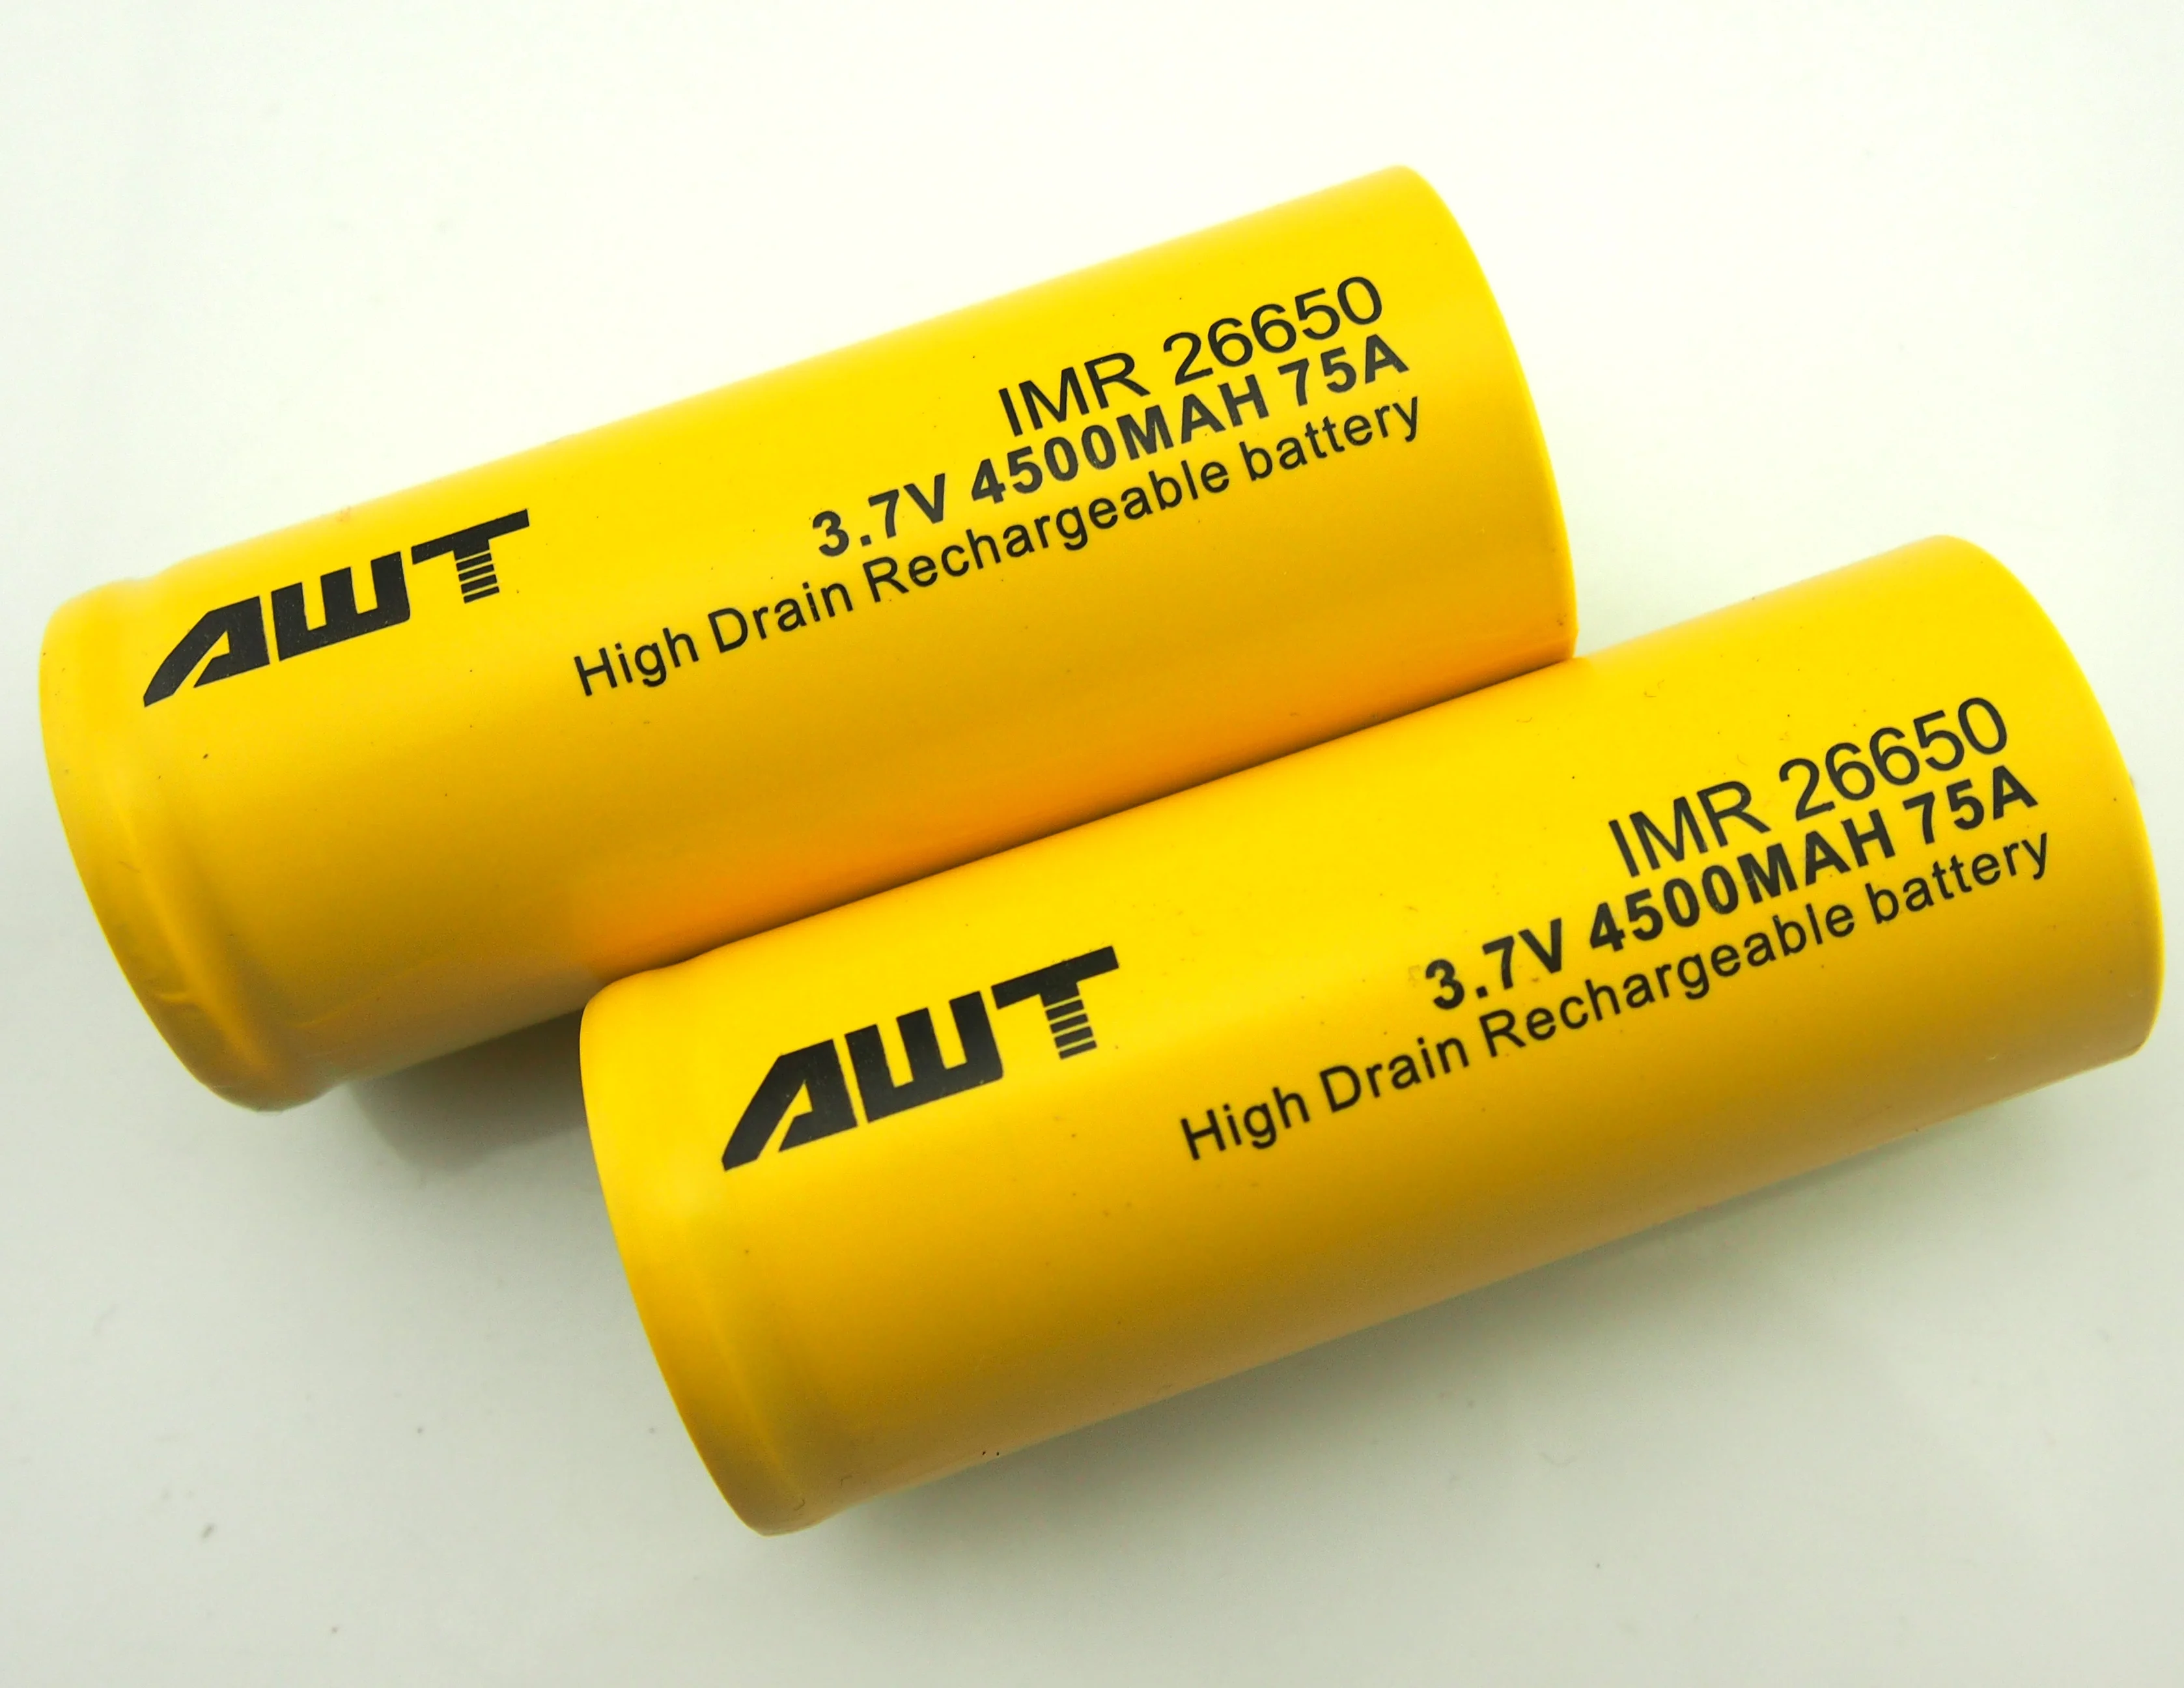 AWT
IMR 26650
3.7V 4500MAH 75A
High Drain Rechargeable battery
AWT
IMR 26650
3.7V 4500MAH 75A
High Drain Rechargeable battery